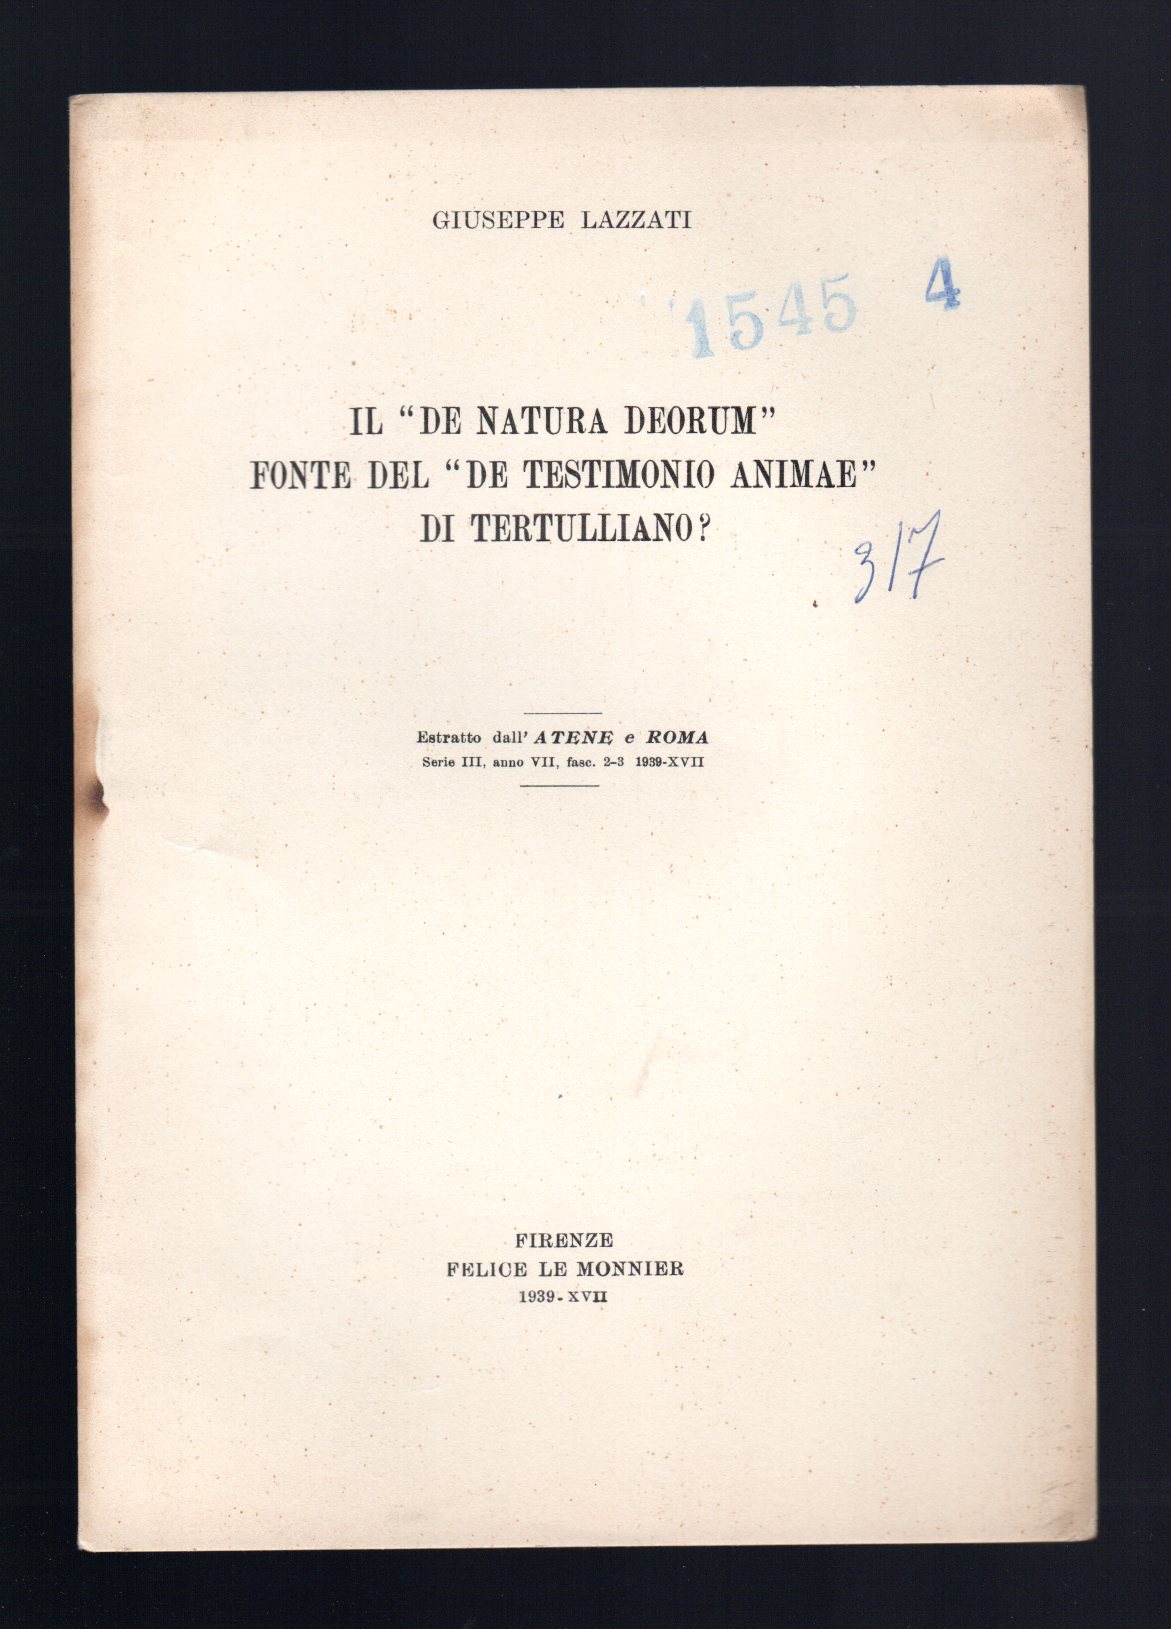 GIUSEPPE LAZZATI
1545 4
IL “DE NATURA DEORUM”
FONTE DEL “DE TESTIMONIO ANIMAE”
DI TERTULLIANO?
317
Estratto dall' ATENE e ROMA
Serie III, anno VII, fasc. 2-3 1939-XVII
FIRENZE
FELICE LE MONNIER
1939-XVII